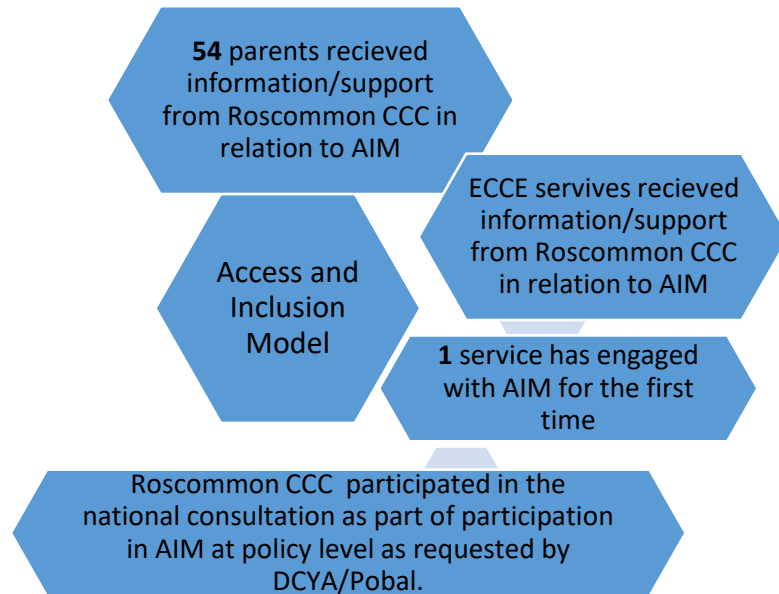 54 parents recieved
information/support
from Roscommon CCC in
relation to AIM
ECCE servives recieved
information/support
from Roscommon CCC
in relation to AIM
Access and
Inclusion
Model
1 service has engaged
with AIM for the first
time
Roscommon CCC participated in the
national consultation as part of participation
in AIM at policy level as requested by
DCYA/Pobal.